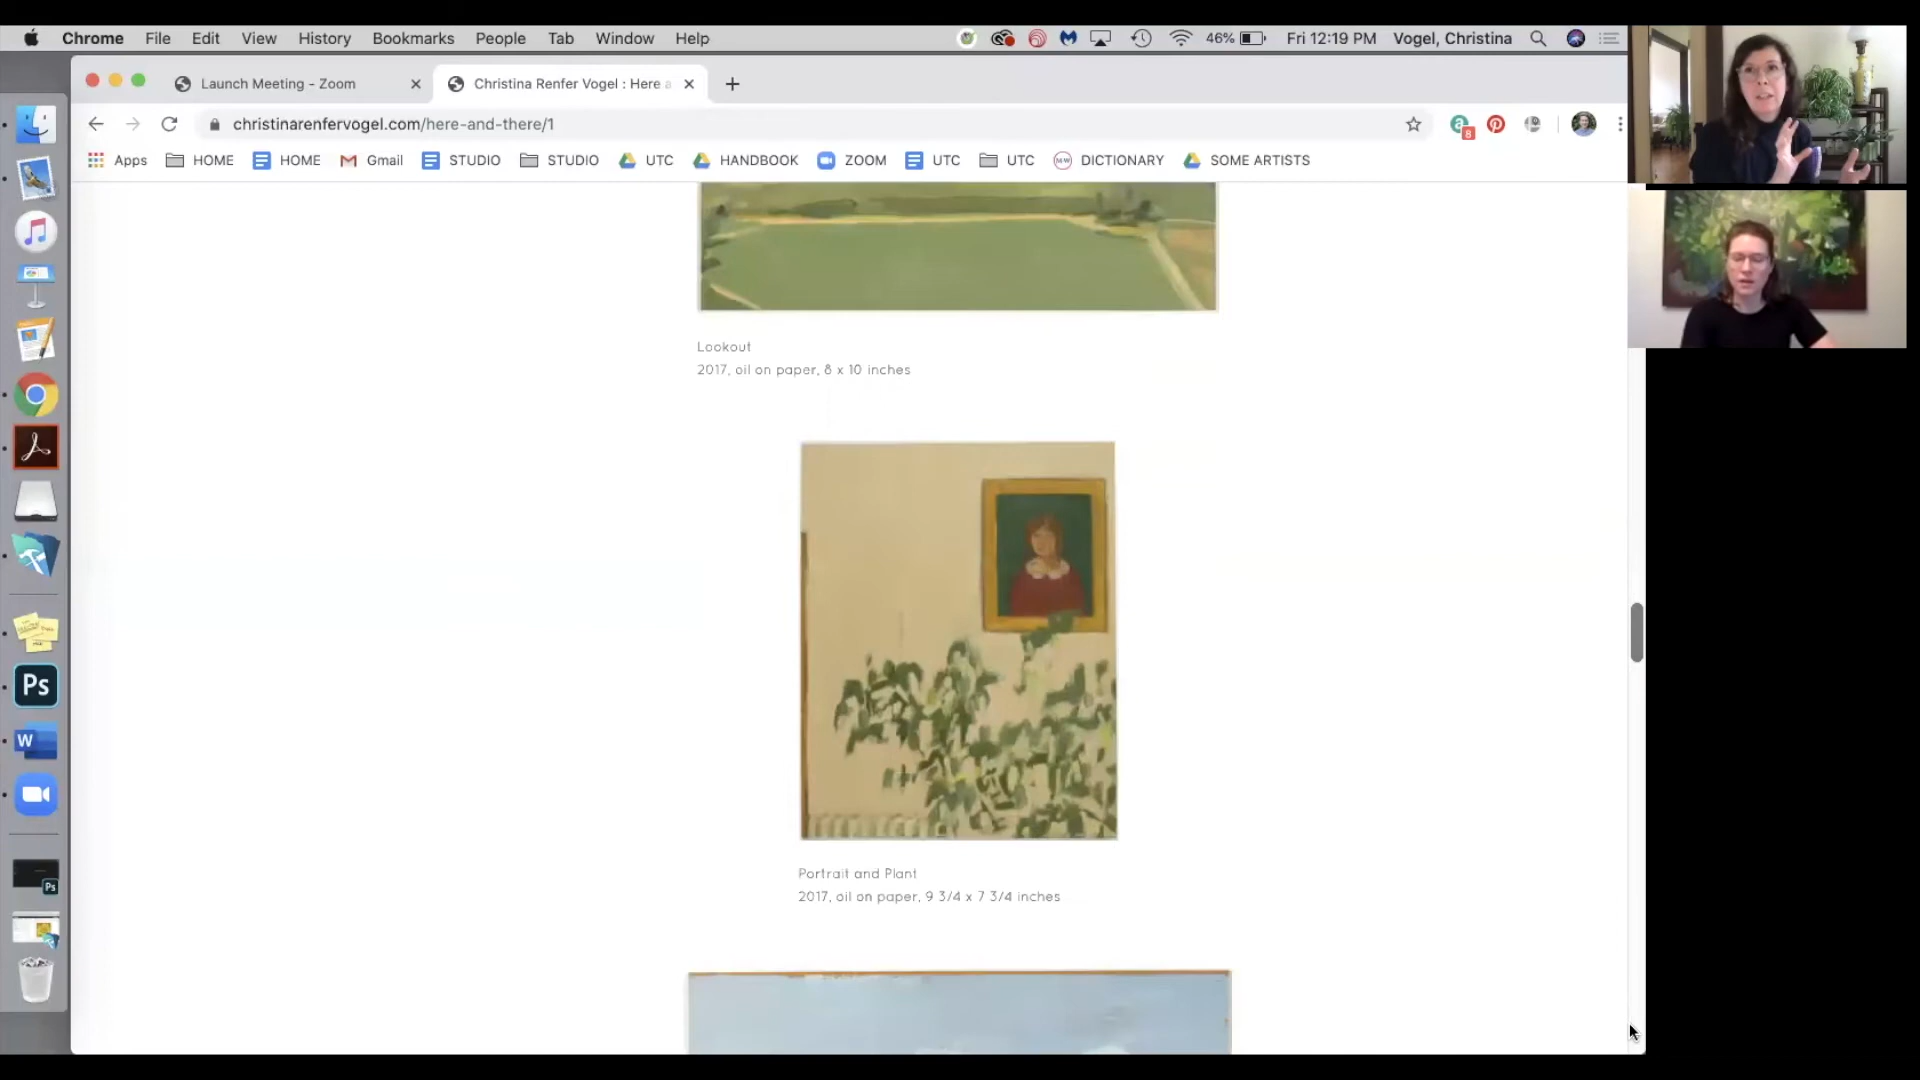 Chrome File Edit View History Bookmarks People Tab Window Help 46% Fri 12:19 PM Vogel, Christina
Launch Meeting - Zoom Christina Renfer Vogel : Here a
christinarenfervogel.com/here-and-there/1 8
Apps HOME HOME Gmail STUDIO STUDIO UTC HANDBOOK ZOOM UTC UTC DICTIONARY SOME ARTISTS
Lookout
2017, oil on paper, 8 x 10 inches
Ps
W
Ps
Portrait and Plant
2017, oil on paper, 9 3/4 x 7 3/4 inches